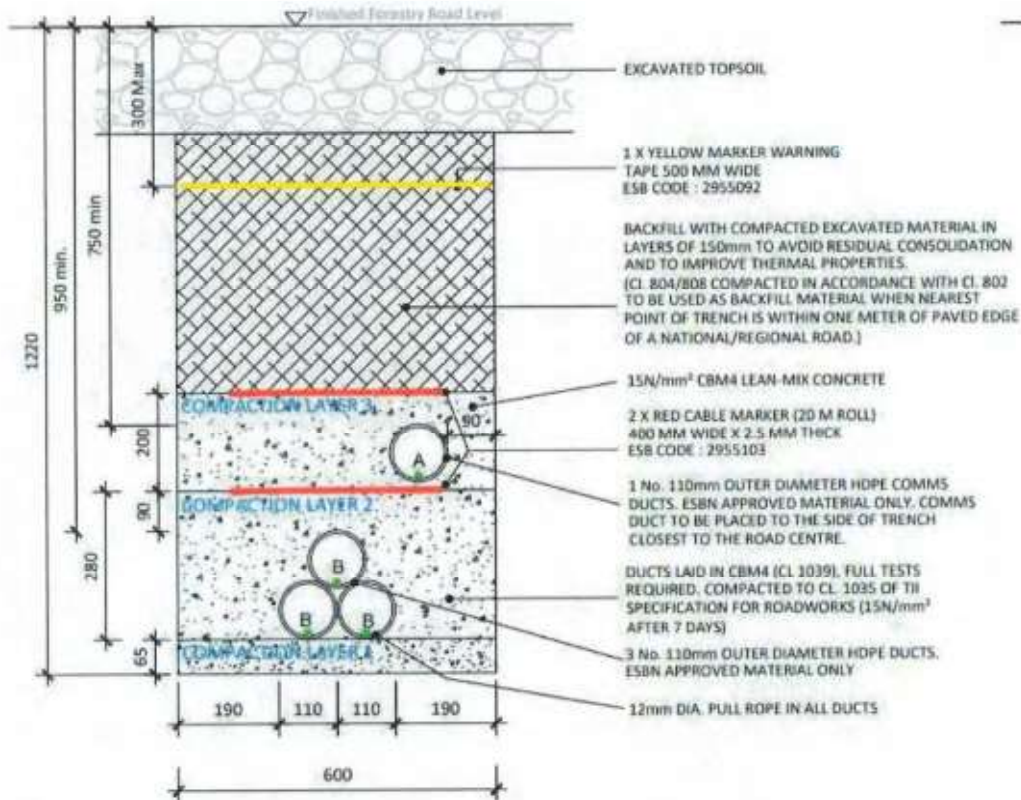 Finished Forestry Road Level
EXCAVATED TOPSOIL
300 Max
1 X YELLOW MARKER WARNING
TAPE 500 MM WIDE
ESB CODE : 2955092
750 min
950 min.
1220
BACKFILL WITH COMPACTED EXCAVATED MATERIAL IN
LAYERS OF 150mm TO AVOID RESIDUAL CONSOLIDATION
AND TO IMPROVE THERMAL PROPERTIES.
(CL. 804/808 COMPACTED IN ACCORDANCE WITH Cl. 802
TO BE USED AS BACKFILL MATERIAL WHEN NEAREST
POINT OF TRENCH IS WITHIN ONE METER OF PAVED EDGE
OF A NATIONAL/REGIONAL ROAD.)
15N/mm² CBM4 LEAN-MIX CONCRETE
COMPACTION LAYER 3
90
200
A
2 X RED CABLE MARKER (20 M ROLL)
400 MM WIDE X 2.5 MM THICK
ESB CODE : 2955103
1 No. 110mm OUTER DIAMETER HDPE COMMS
DUCTS. ESBN APPROVED MATERIAL ONLY. COMMS
DUCT TO BE PLACED TO THE SIDE OF TRENCH
CLOSEST TO THE ROAD CENTRE.
COMPACTION LAYER 2
90
280
B
B B
DUCTS LAID IN CBM4 (CL 1039), FULL TESTS
REQUIRED. COMPACTED TO CL. 1035 OF TII
SPECIFICATION FOR ROADWORKS (15N/mm²
AFTER 7 DAYS)
COMPACTION LAYER 1
65
3 No. 110mm OUTER DIAMETER HDPE DUCTS.
ESBN APPROVED MATERIAL ONLY
12mm DIA. PULL ROPE IN ALL DUCTS
190 110 110 190
600